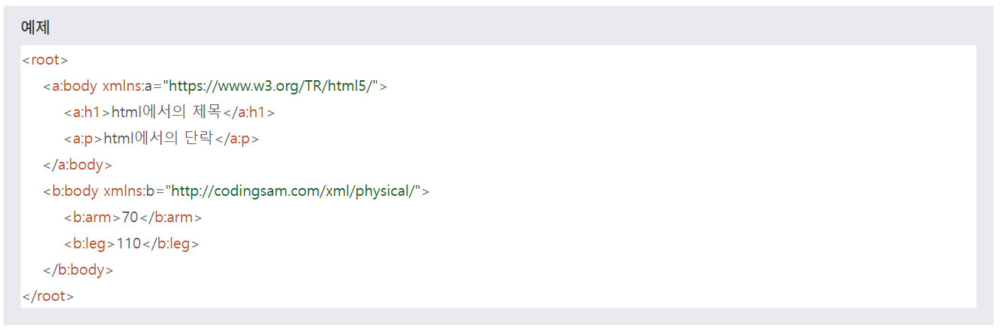 예제
<root>
<a:body xmlns:a="https://www.w3.org/TR/html5/">
<a:h1>html에서의 제목</a:h1>
<a:p>html에서의 단락</a:p>
</a:body>
<b:body xmlns:b="http://codingsam.com/xml/physical/">
<b:arm>70</b:arm>
<b:leg>110</b:leg>
</b:body>
</root>